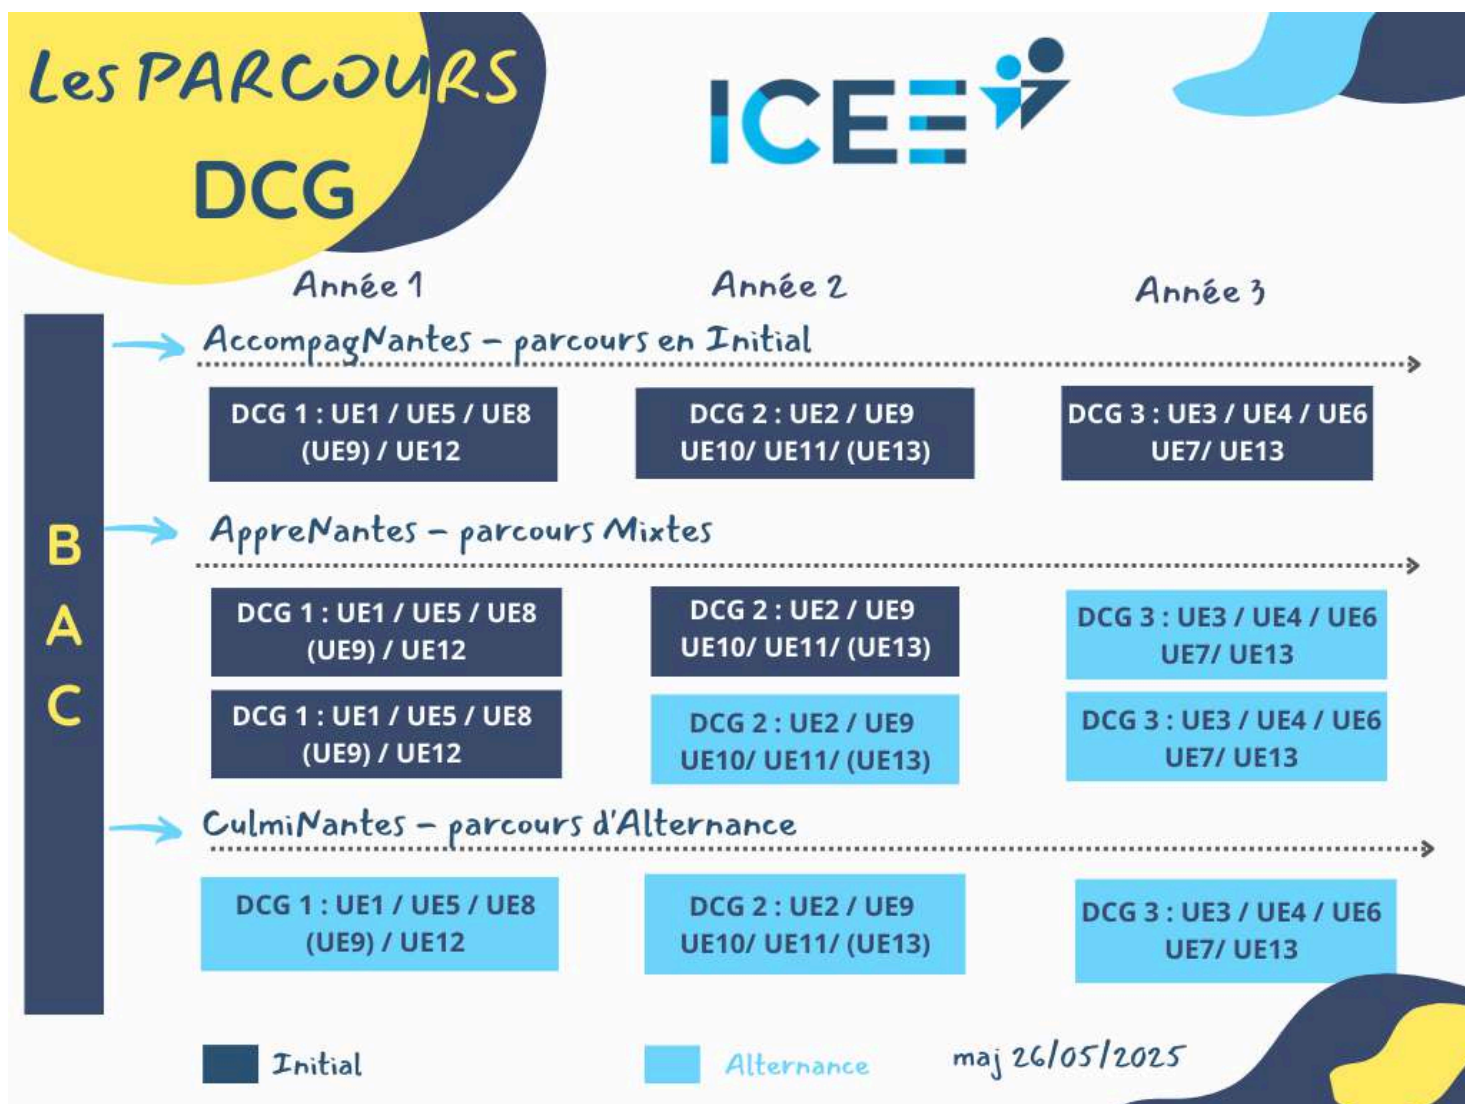 Les PARCOURS
DCG
ICEE
Année 1
Année 2
Année 3
BAC
AccompagNantes – parcours en Initial
DCG 1 : UE1 / UE5 / UE8
(UE9) / UE12
DCG 2 : UE2 / UE9
UE10/ UE11/ (UE13)
DCG 3 : UE3 / UE4 / UE6
UE7/ UE13
AppreNantes – parcours Mixtes
DCG 1 : UE1 / UE5 / UE8
(UE9) / UE12
DCG 2 : UE2 / UE9
UE10/ UE11/ (UE13)
DCG 3 : UE3 / UE4 / UE6
UE7/ UE13
DCG 1 : UE1 / UE5 / UE8
(UE9) / UE12
DCG 2 : UE2 / UE9
UE10/ UE11/ (UE13)
DCG 3 : UE3 / UE4 / UE6
UE7/ UE13
CulmiNantes – parcours d'Alternance
DCG 1 : UE1 / UE5 / UE8
(UE9) / UE12
DCG 2 : UE2 / UE9
UE10/ UE11/ (UE13)
DCG 3 : UE3 / UE4 / UE6
UE7/ UE13
Initial
Alternance
maj 26/05/2025